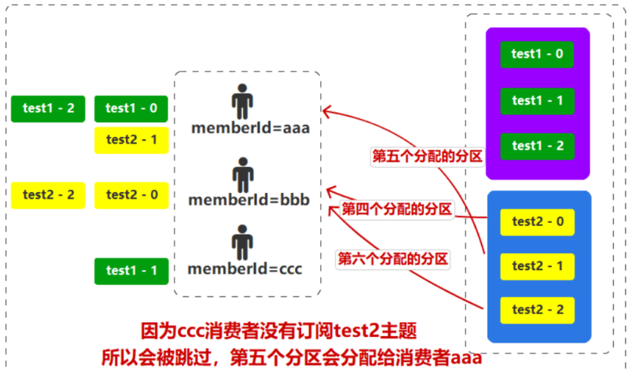 test1 - 2
test1 - 0
test2 - 1
memberId=aaa
test2 - 2
test2 - 0
memberId=bbb
test1 - 1
memberId=ccc
第五个分配的分区
第四个分配的分区
第六个分配的分区
test1 - 0
test1 - 1
test1 - 2
test2 - 0
test2 - 1
test2 - 2
因为ccc消费者没有订阅test2主题
所以会被跳过，第五个分区会分配给消费者aaa